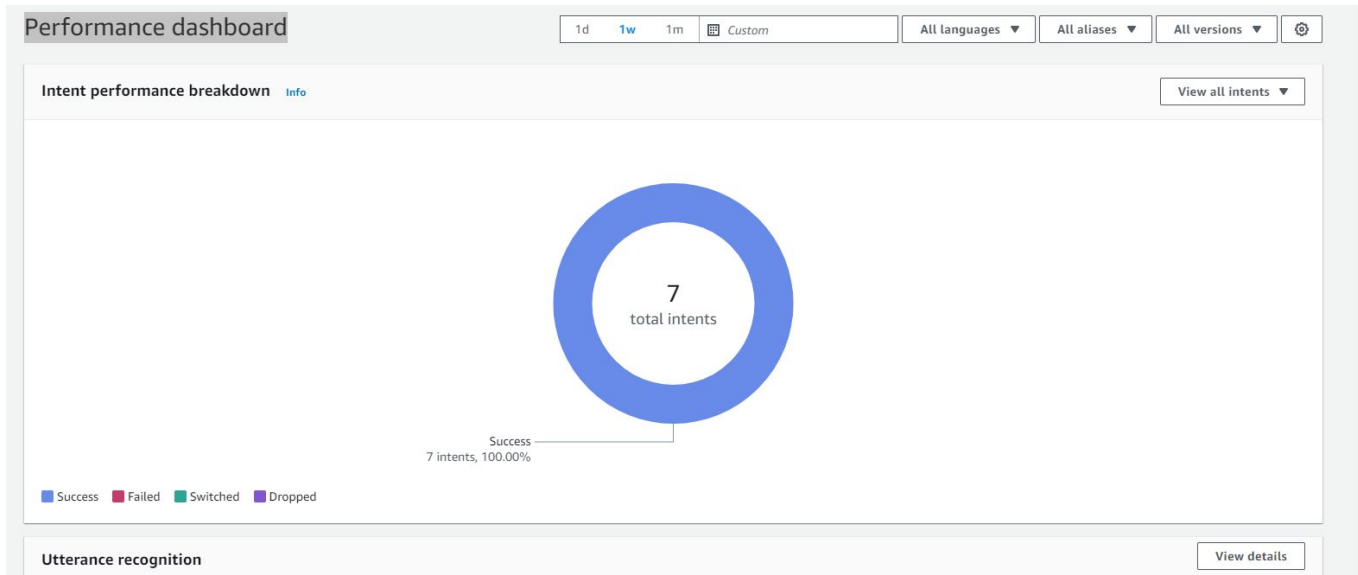 Performance dashboard
1d 1w 1m Custom All languages All aliases All versions
Intent performance breakdown Info
View all intents
7
total intents
Success
7 intents, 100.00%
Success Failed Switched Dropped
Utterance recognition
View details